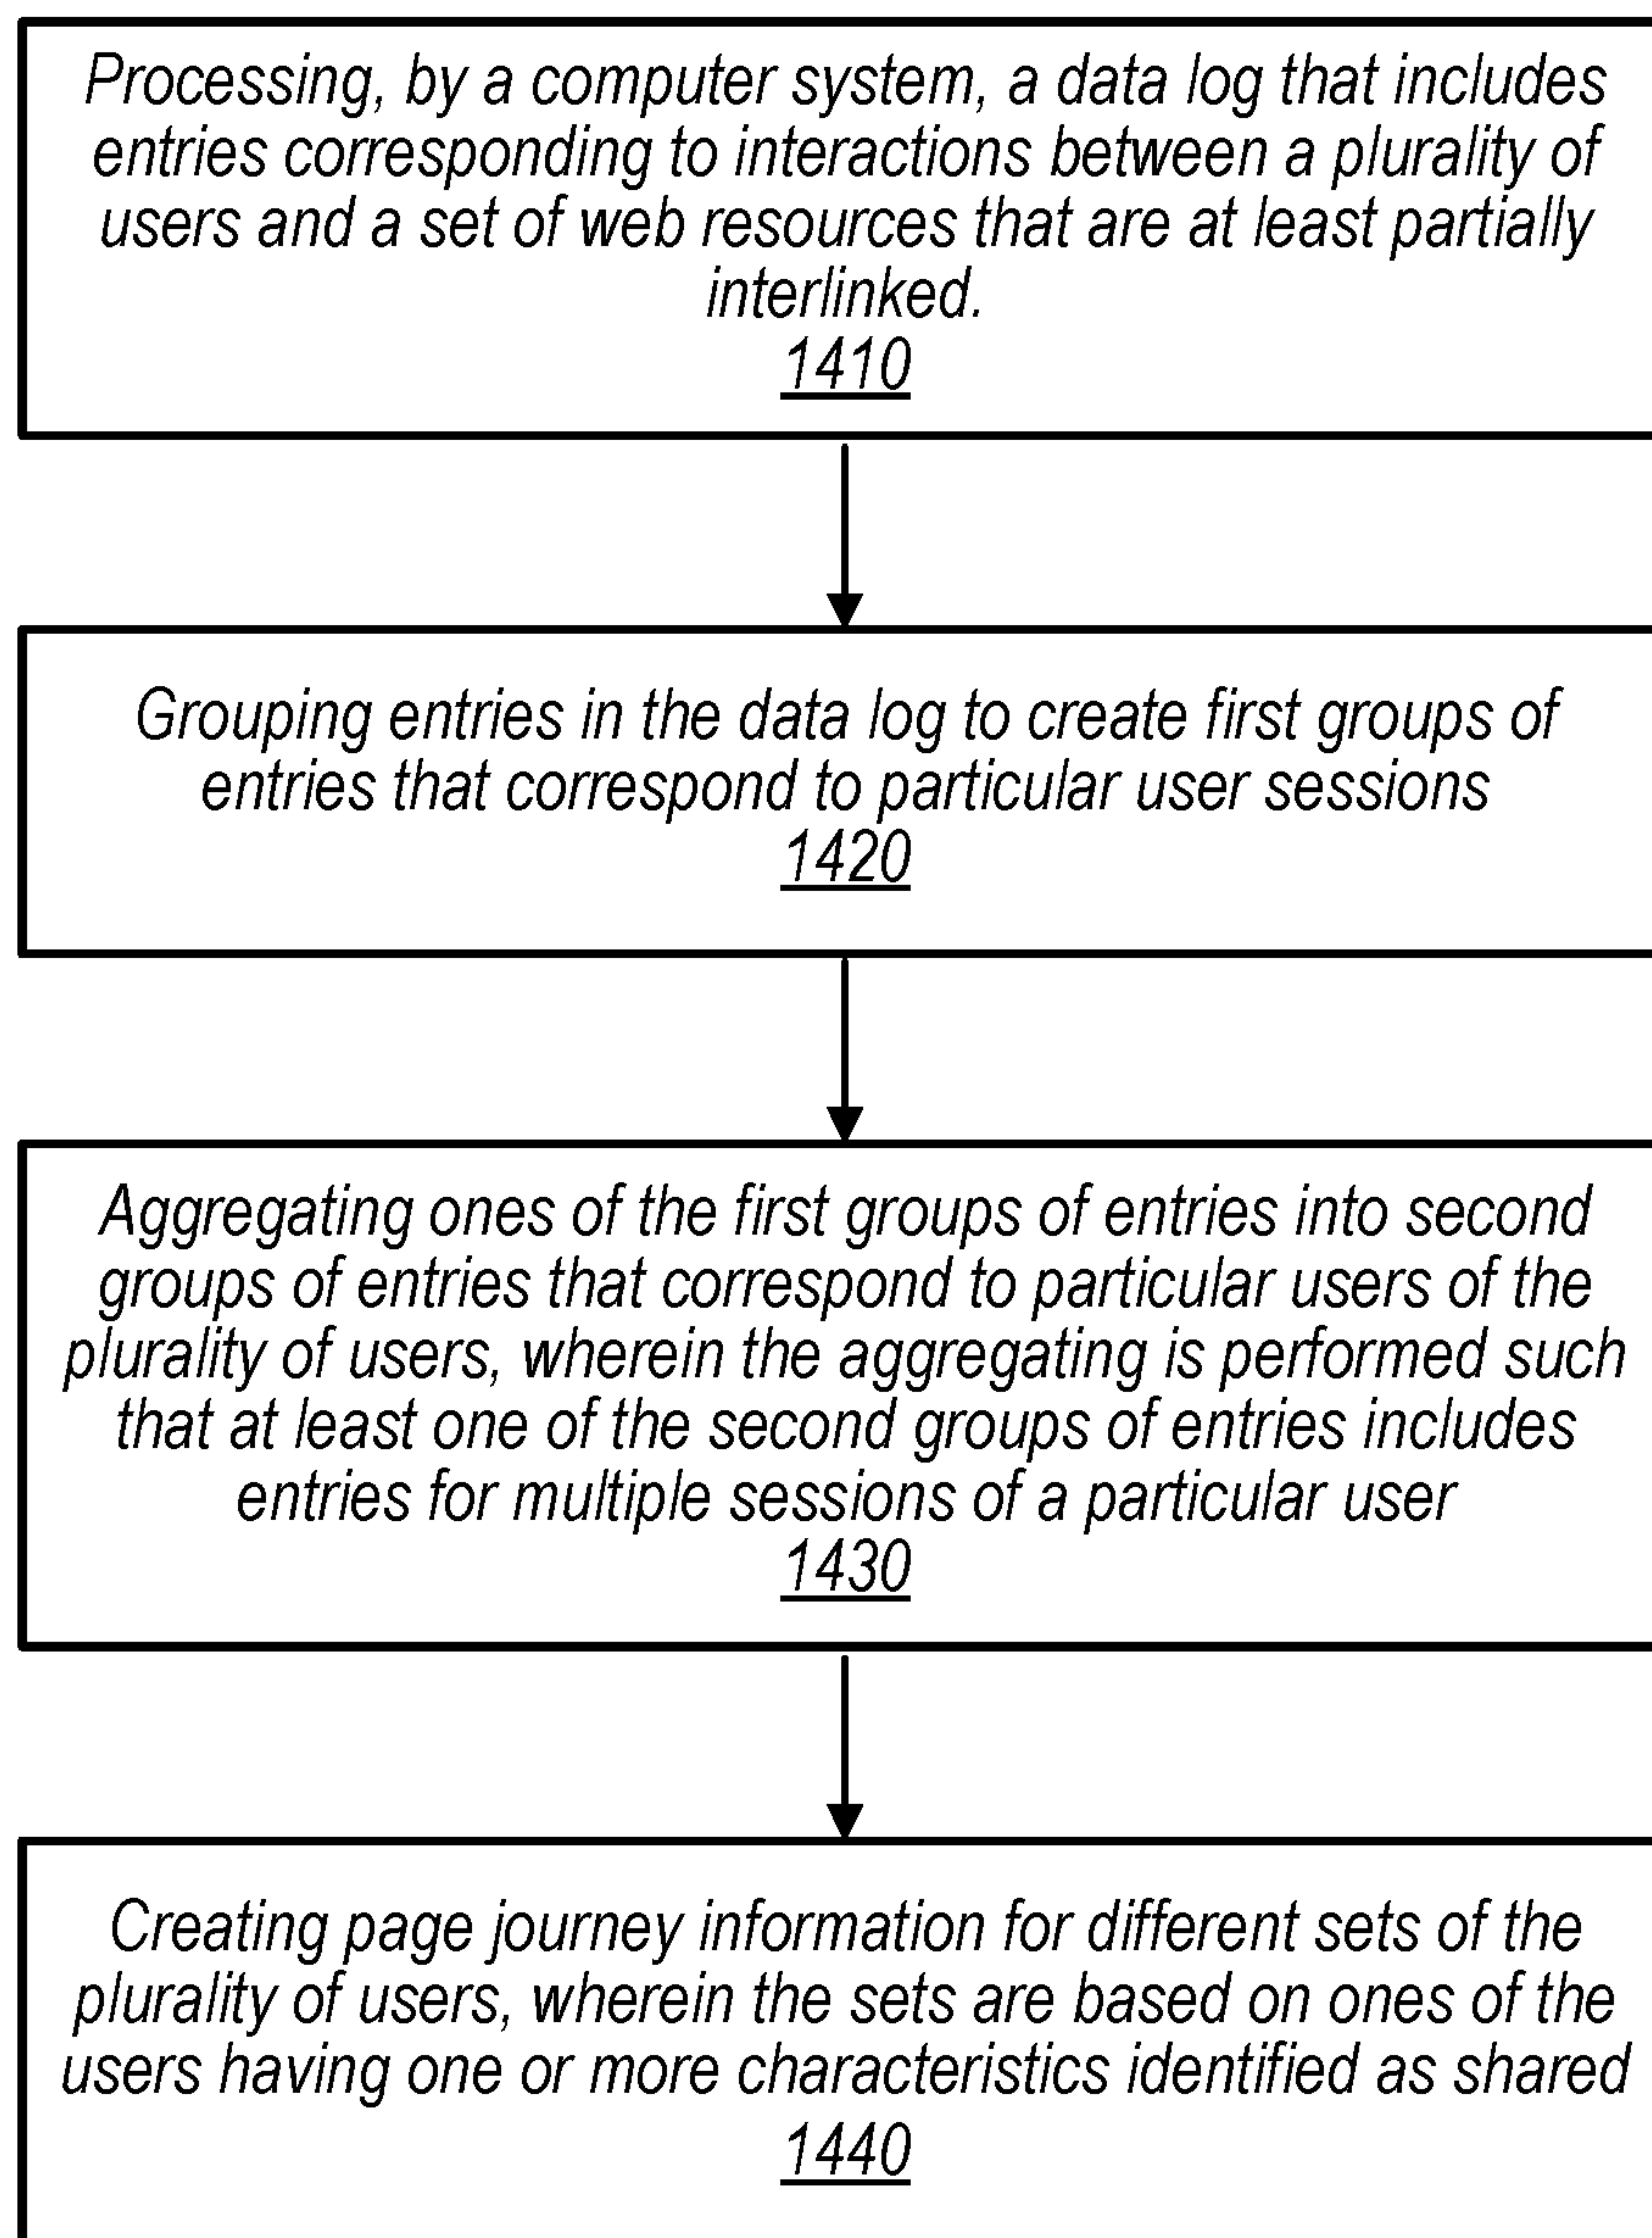 Processing, by a computer system, a data log that includes
entries corresponding to interactions between a plurality of
users and a set of web resources that are at least partially
interlinked.
1410
Grouping entries in the data log to create first groups of
entries that correspond to particular user sessions
1420
Aggregating ones of the first groups of entries into second
groups of entries that correspond to particular users of the
plurality of users, wherein the aggregating is performed such
that at least one of the second groups of entries includes
entries for multiple sessions of a particular user
1430
Creating page journey information for different sets of the
plurality of users, wherein the sets are based on ones of the
users having one or more characteristics identified as shared
1440